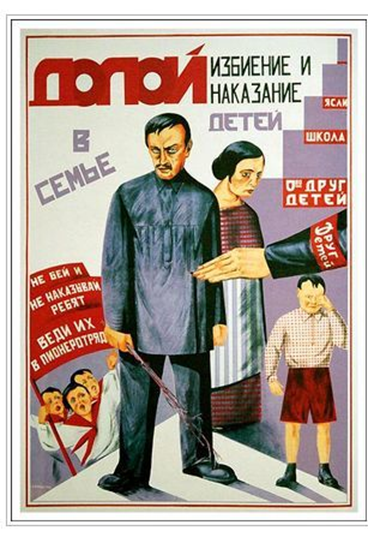 ДОЛОЙ
ИЗБИЕНИЕ И
НАКАЗАНИЕ
ДЕТЕЙ
В
СЕМЬЕ
ЯСЛИ
ШКОЛА
ДРУГ
ДЕТЕЙ
Друг
Детей
НЕ БЕЙ И
НЕ НАКАЗЫВАЙ
РЕБЯТ
ВЕДИ ИХ
В ПИОНЕРОТРЯД